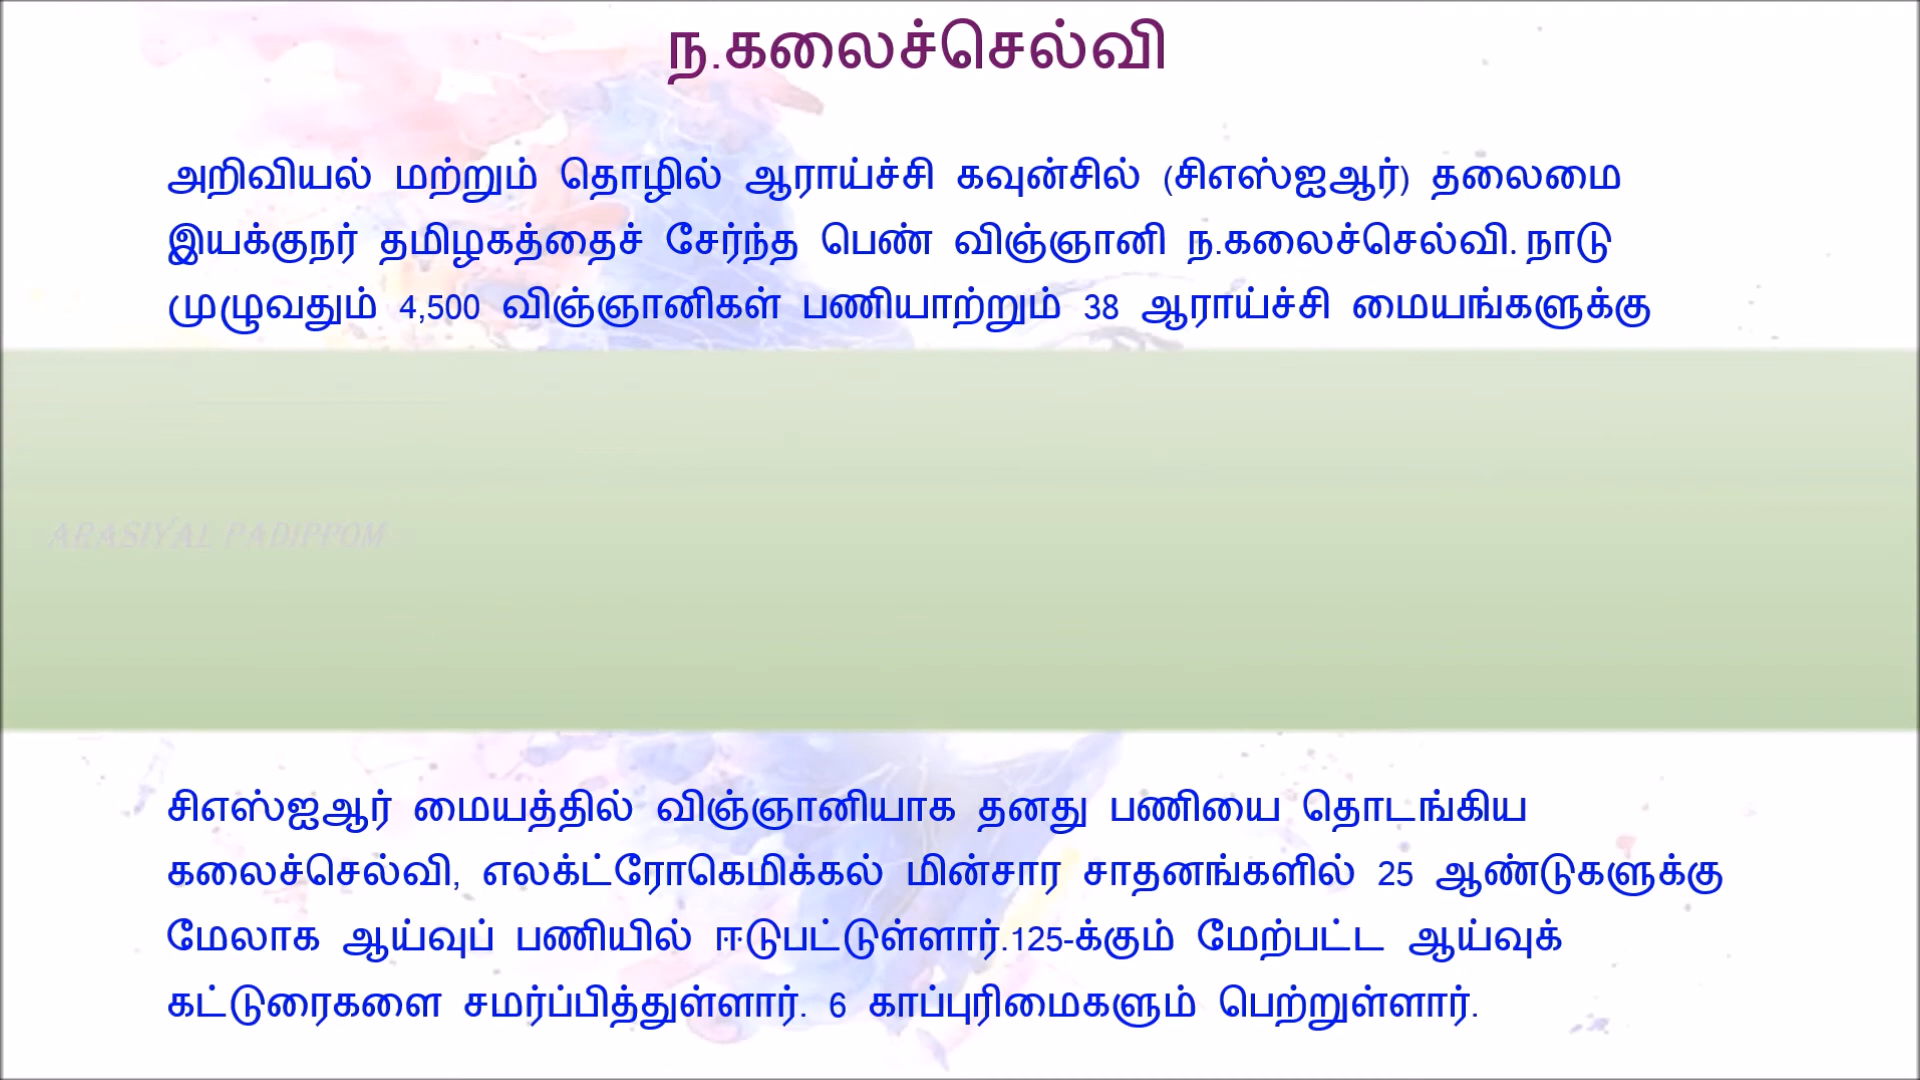 ந.கலைச்செல்வி
அறிவியல் மற்றும் தொழில் ஆராய்ச்சி கவுன்சில் (சிஎஸ்ஐஆர்) தலைமை
இயக்குநர் தமிழகத்தைச் சேர்ந்த பெண் விஞ்ஞானி ந.கலைச்செல்வி. நாடு
முழுவதும் 4,500 விஞ்ஞானிகள் பணியாற்றும் 38 ஆராய்ச்சி மையங்களுக்கு
ARASIYAL PADIPPOM
சிஎஸ்ஐஆர் மையத்தில் விஞ்ஞானியாக தனது பணியை தொடங்கிய
கலைச்செல்வி, எலக்ட்ரோகெமிக்கல் மின்சார சாதனங்களில் 25 ஆண்டுகளுக்கு
மேலாக ஆய்வுப் பணியில் ஈடுபட்டுள்ளார்.125-க்கும் மேற்பட்ட ஆய்வுக்
கட்டுரைகளை சமர்ப்பித்துள்ளார். 6 காப்புரிமைகளும் பெற்றுள்ளார்.